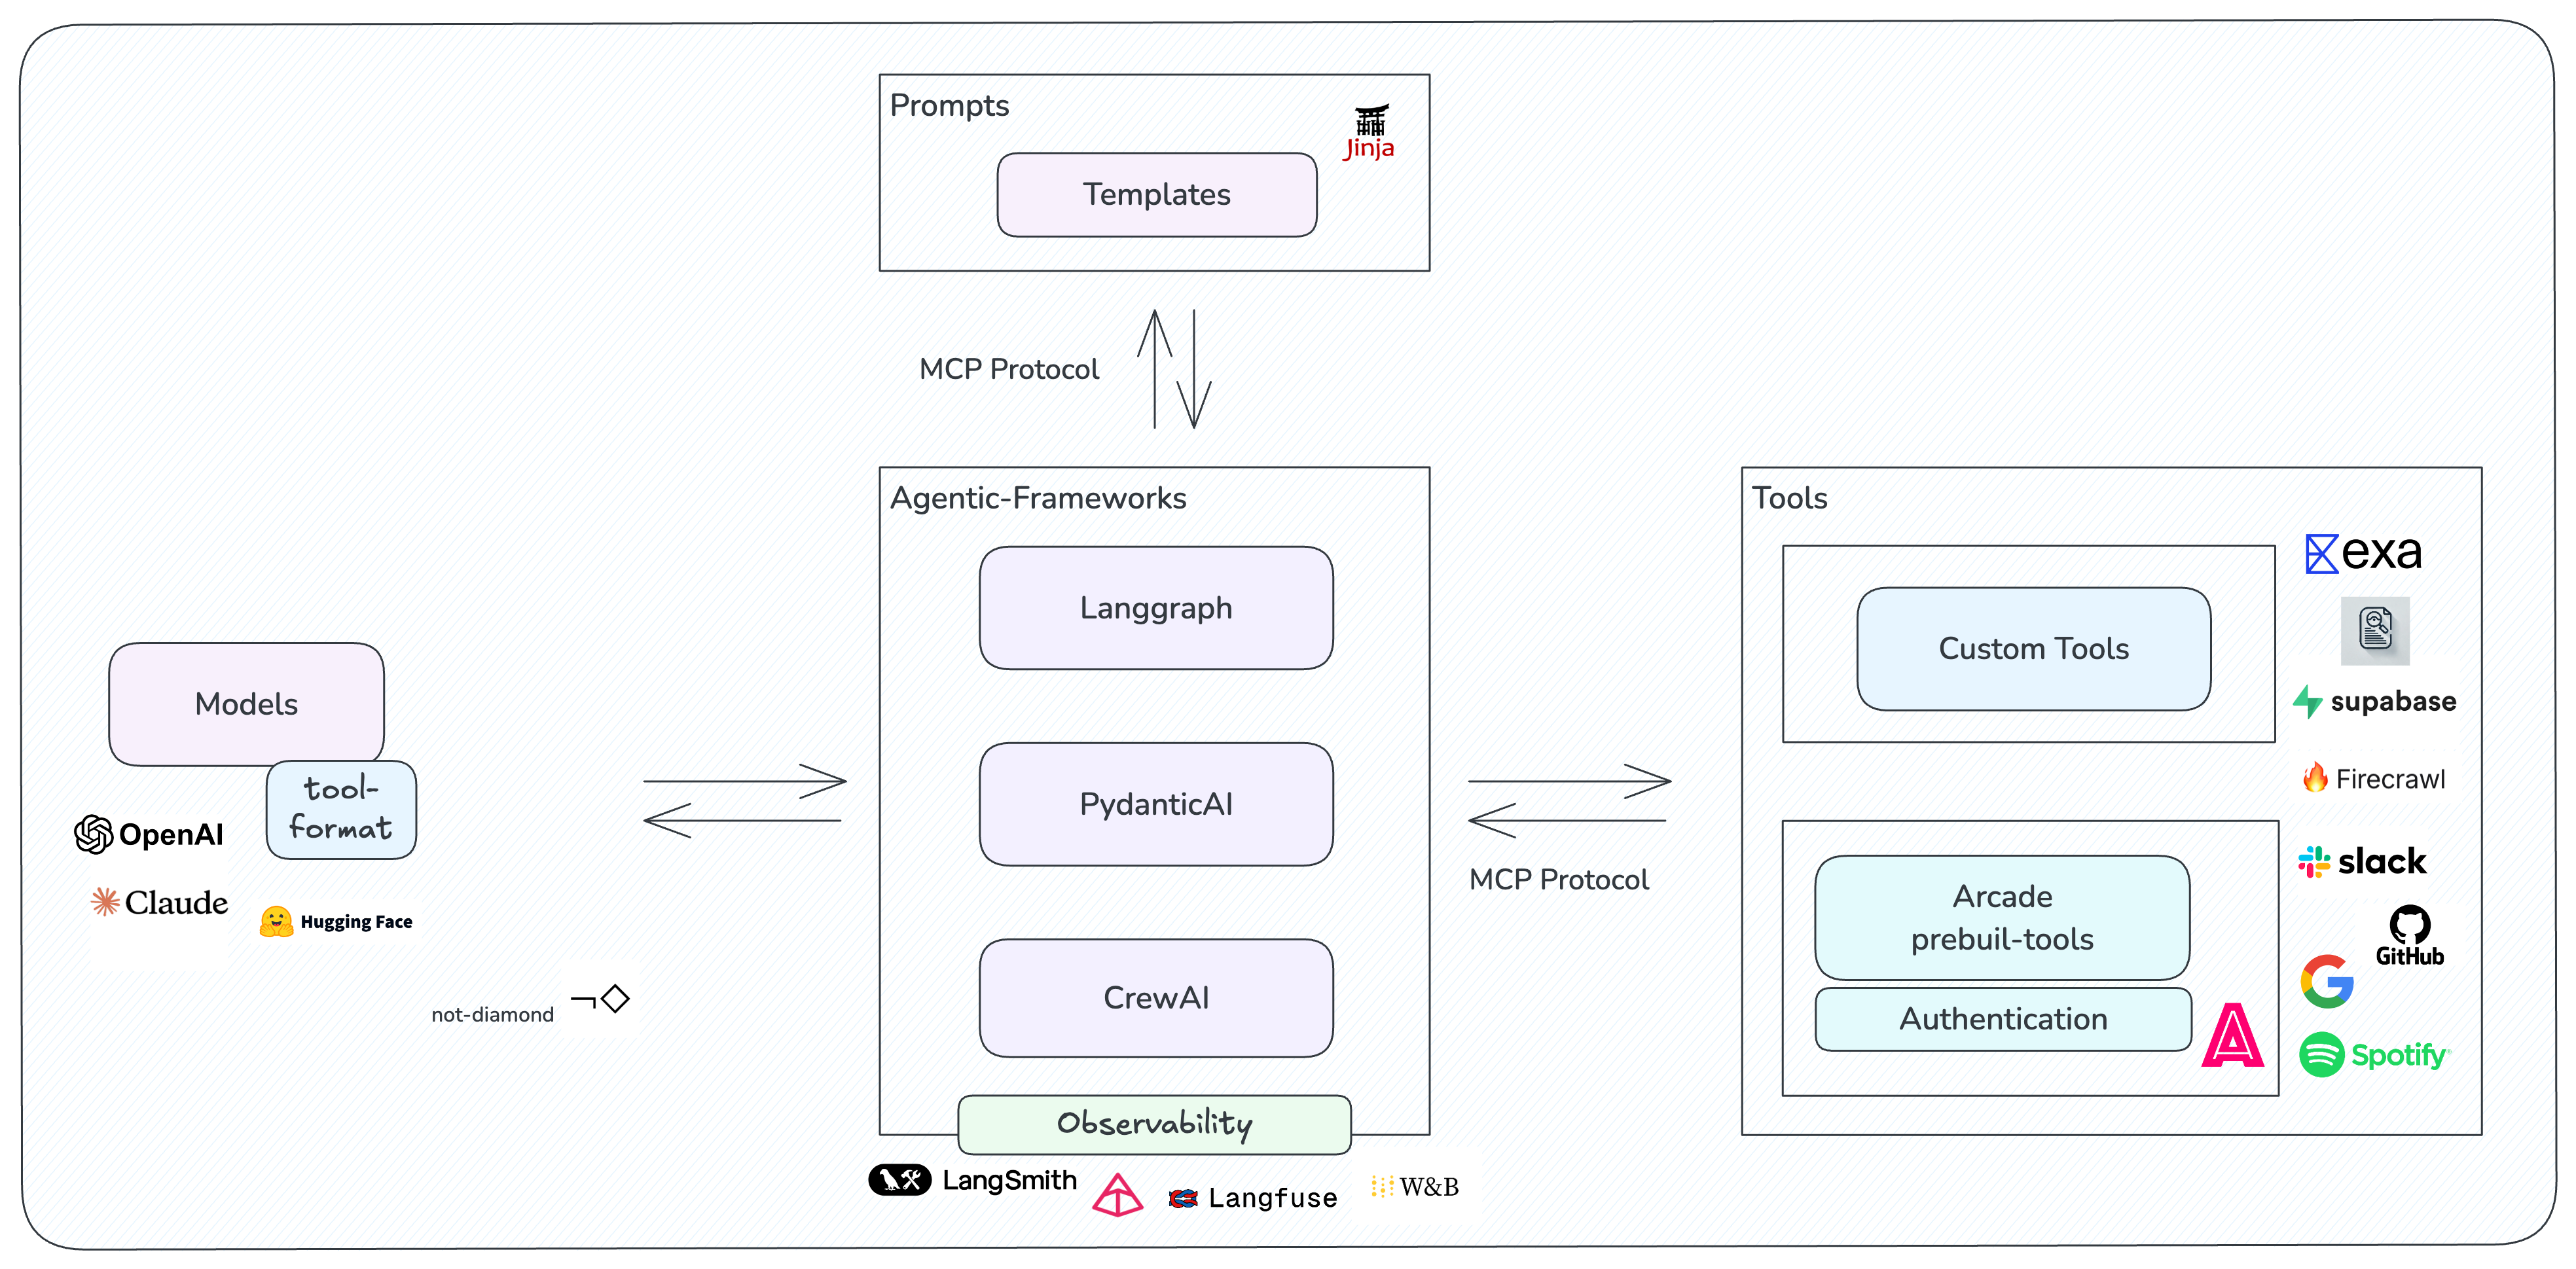 Prompts
Jinja
Templates
MCP Protocol
Agentic-Frameworks
Langgraph
PydanticAI
CrewAI
Observability
LangSmith
Langfuse
W&B
Models
tool-
format
OpenAI
Claude
Hugging Face
not-diamond
MCP Protocol
Tools
Custom Tools
Arcade
prebuil-tools
Authentication
exa
supabase
Firecrawl
slack
GitHub
Spotify